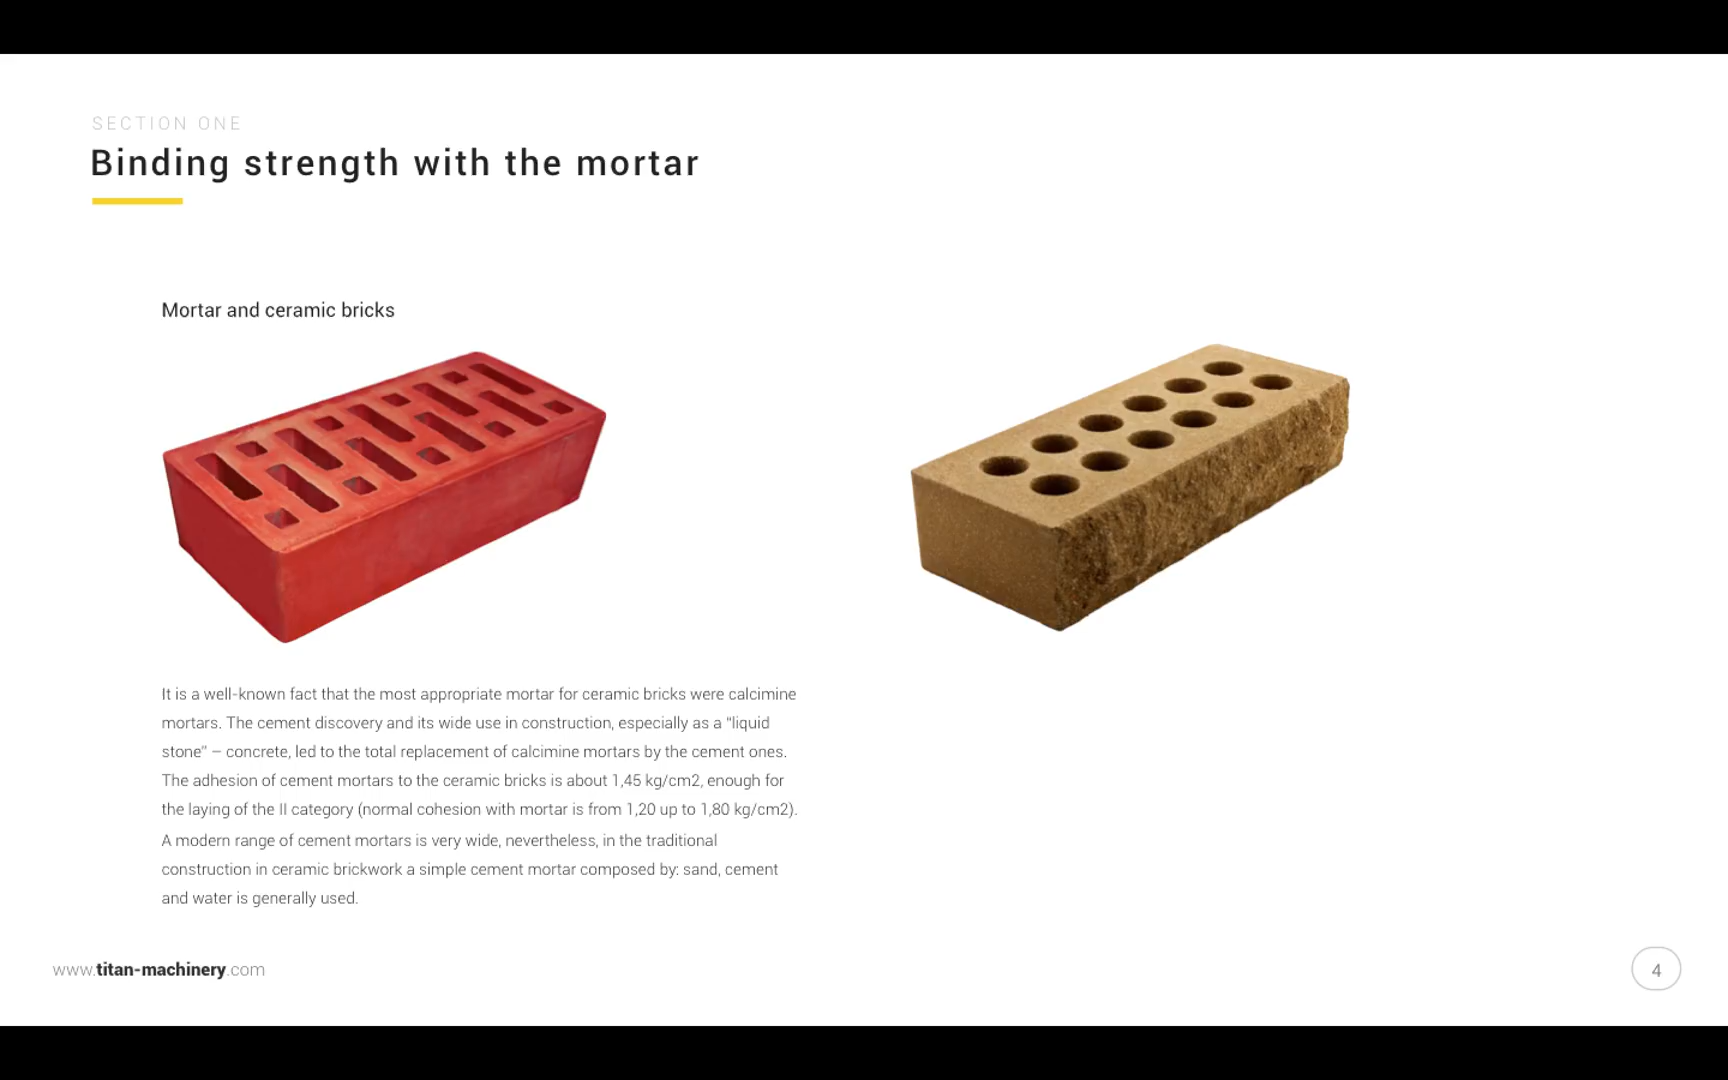 SECTION ONE
Binding strength with the mortar
Mortar and ceramic bricks
It is a well-known fact that the most appropriate mortar for ceramic bricks were calcimine
mortars. The cement discovery and its wide use in construction, especially as a “liquid
stone” – concrete, led to the total replacement of calcimine mortars by the cement ones.
The adhesion of cement mortars to the ceramic bricks is about 1,45 kg/cm2, enough for
the laying of the II category (normal cohesion with mortar is from 1,20 up to 1,80 kg/cm2).
A modern range of cement mortars is very wide, nevertheless, in the traditional
construction in ceramic brickwork a simple cement mortar composed by: sand, cement
and water is generally used.
www.titan-machinery.com
4